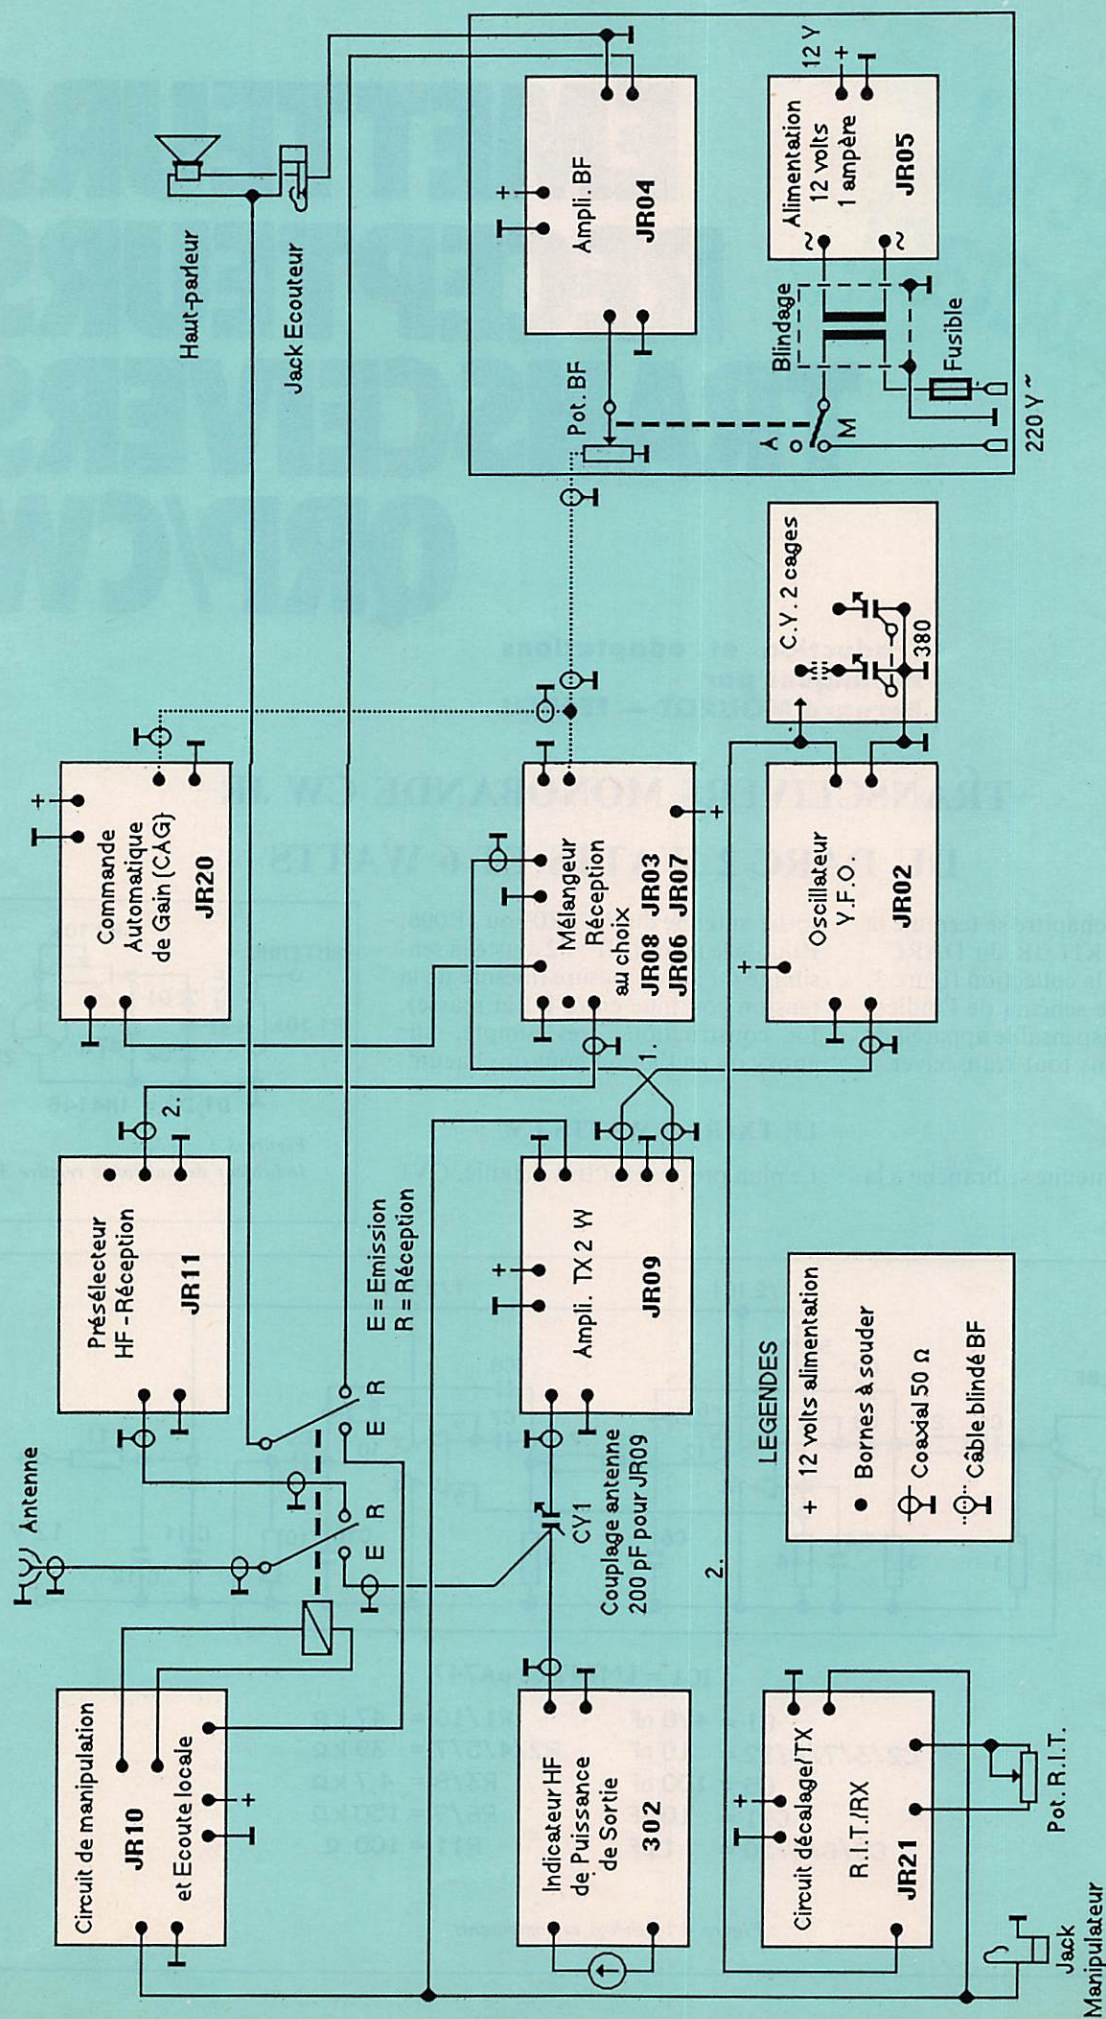 Antenne
Présélecteur
HF - Réception
JR11
2.
Commande
Automatique
de Gain (CAG)
JR20
+
Haut-parleur
Jack Ecouteur
Circuit de manipulation
JR10
et Ecoute locale
+
E R
E R
E = Emission
R = Réception
Indicateur HF
de Puissance
de Sortie
302
CY1
Couplage antenne
200 pF pour JR09
+
Ampli. TX 2 W
JR09
1.
Mélangeur
Réception
au choix
JR08 JR03
JR06 JR07
+
Pot. BF
+
Ampli. BF
JR04
Circuit décalage/TX
+
R.I.T./RX
JR21
2.
Pot. R.I.T.
Jack
Manipulateur
LEGENDES
+ 12 volts alimentation
Bornes à souder
Coaxial 50 Ω
Câble blindé BF
+
Oscillateur
Y.F.O.
JR02
C.Y. 2 cages
380
A
M
Blindage
Fusible
220 Y ~
~
~
Alimentation
12 volts
1 ampère
JR05
12 Y
+